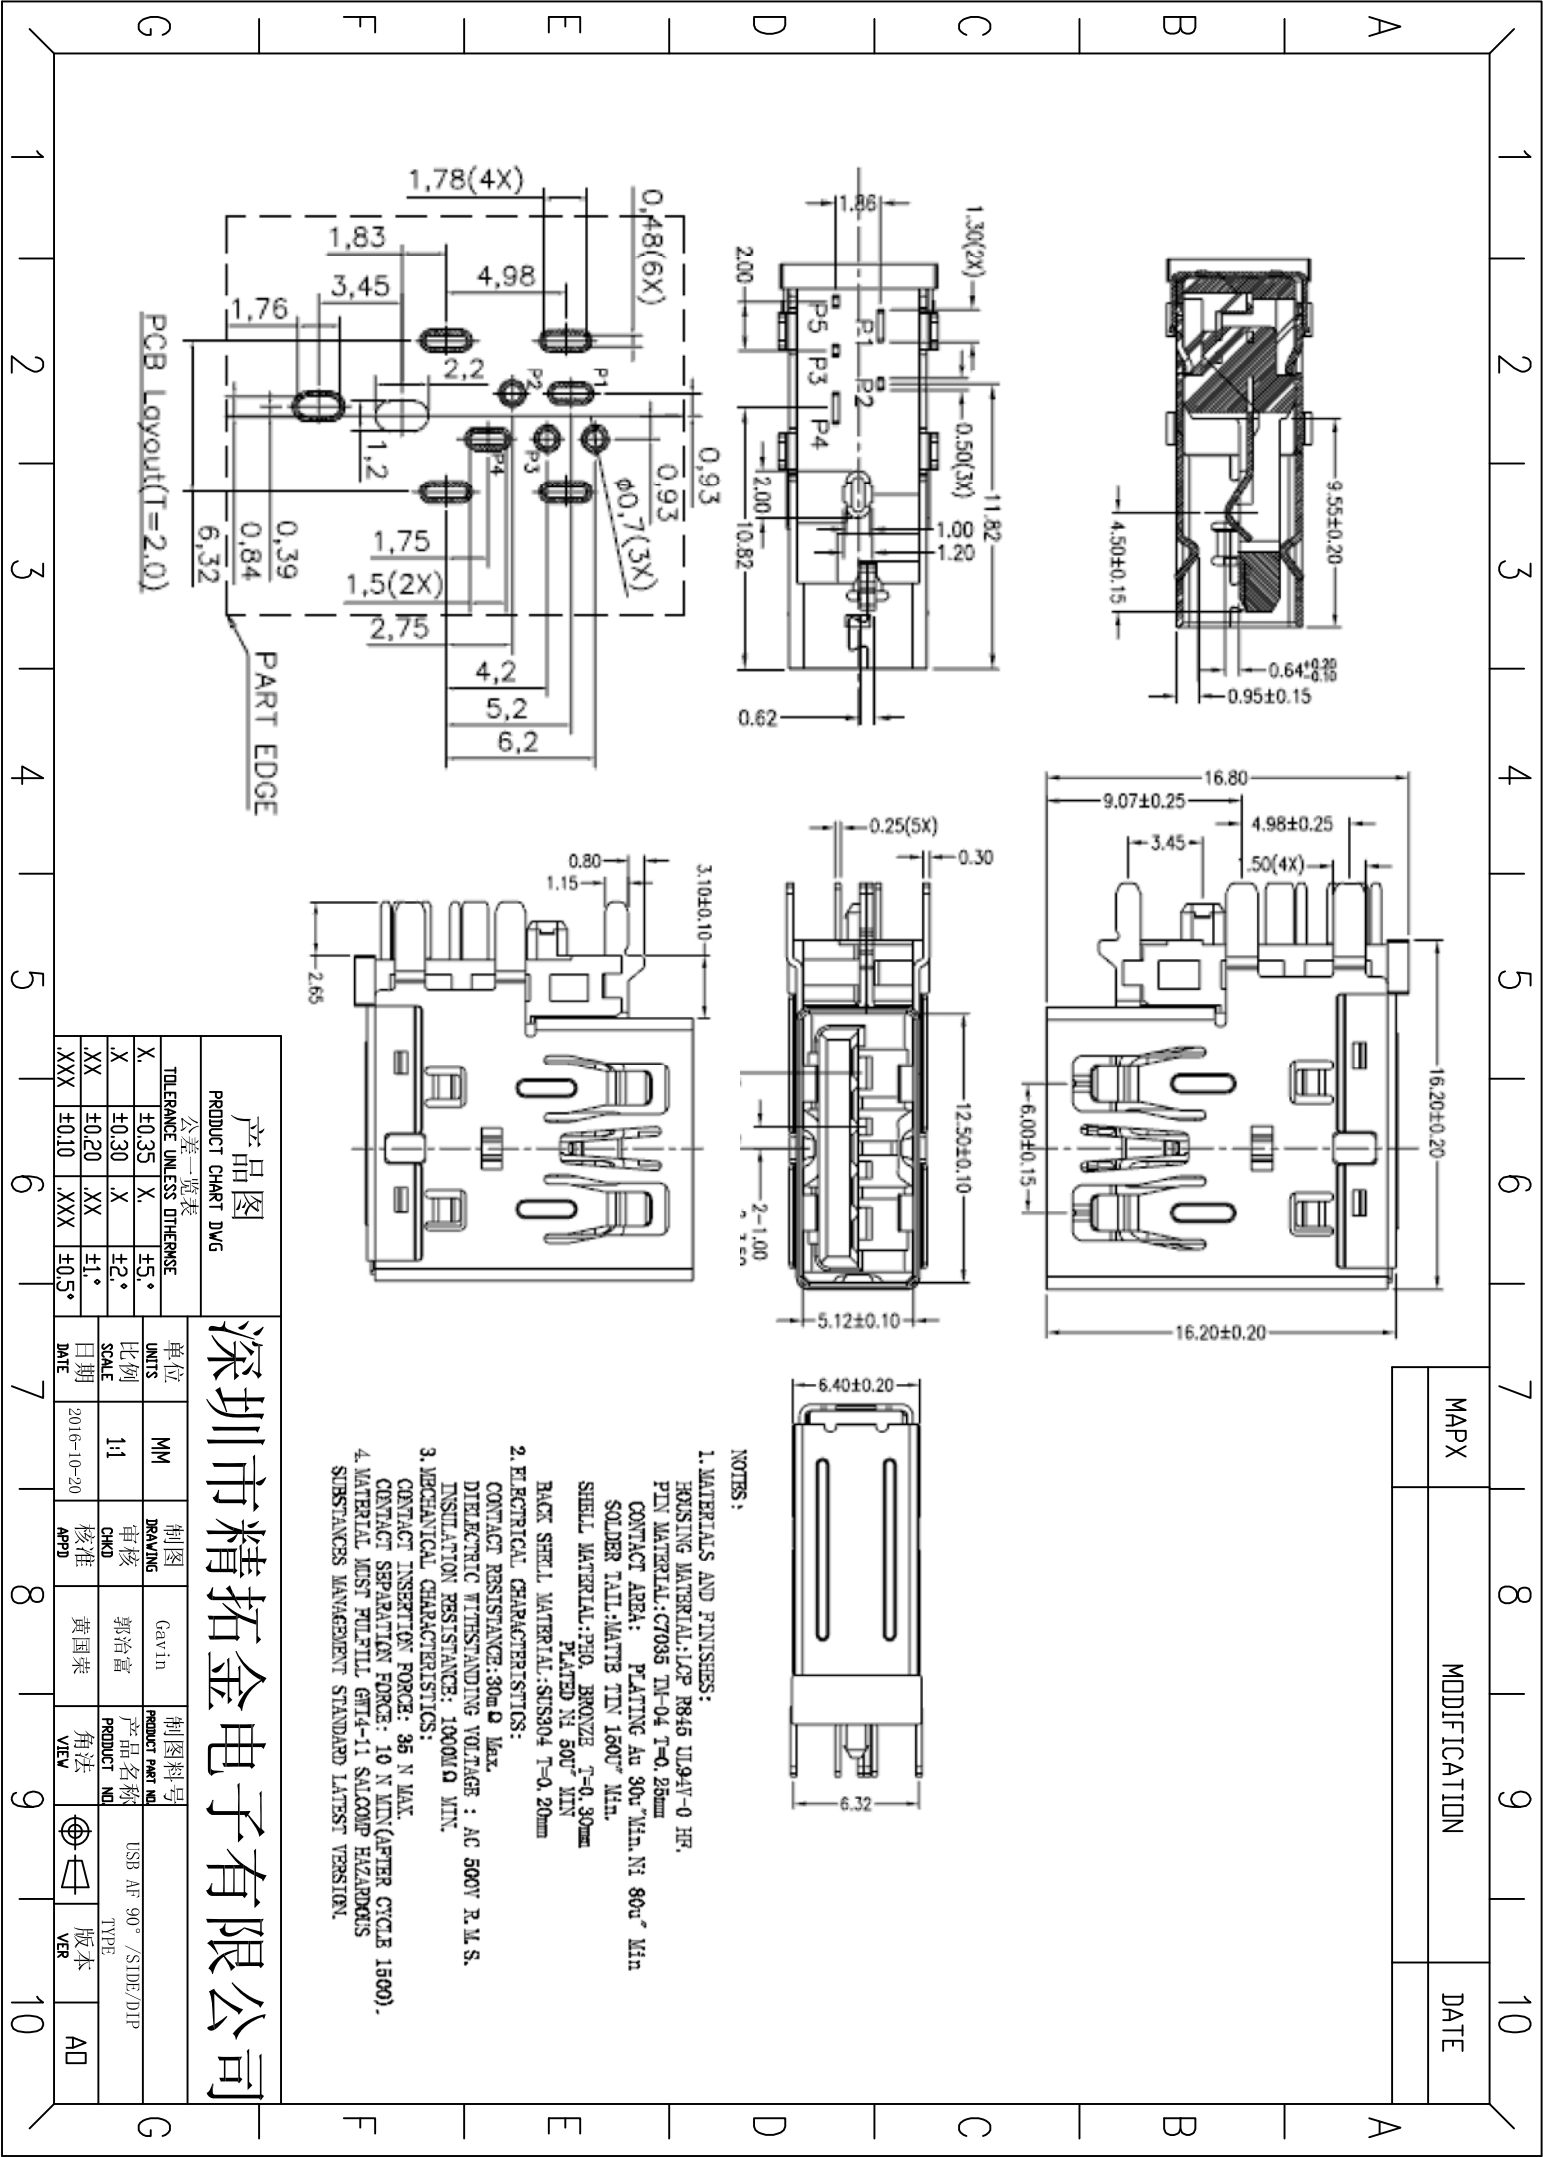 1
2
3
4
5
6
7
8
9
10
A
B
C
D
E
F
G
MAPX
MODIFICATION
DATE
9.55±0.20
4.50±0.15
0.64+0.20-0.10
0.95±0.15
16.80
9.07±0.25
4.98±0.25
3.45
.50(4X)
16.20±0.20
6.00±0.15
16.20±0.20
1.30(2X)
1.86
2.00
P1
P2
P5
P3
P4
0.50(3X)
11.82
1.00
1.20
2.00
10.82
0.62
0.25(5X)
0.30
12.50±0.10
2-1.00
5.12±0.10
6.40±0.20
6.32
0,48(6X)
1,78(4X)
4,98
1,83
3,45
1,76
2,2
P1
P2
P3
P4
0,93
0,93
ø0,7(3X)
1,2
1,75
1,5(2X)
2,75
4,2
5,2
6,2
0,39
0,84
6,32
PCB Layout(T=2.0)
PART EDGE
3.10±0.10
0.80
1.15
2.65
NOTES:
1. MATERIALS AND FINISHES:
HOUSING MATERIAL:LCP R845 UL94V-0 HF.
PIN MATERIAL:C7035 TM-04 T=0.25mm
CONTACT AREA: PLATING Au 30u"Min. Ni 80u" Min
SOLDER TAIL:MATTE TIN 150U" Min.
SHELL MATERIAL:PHO. BRONZE T=0.30mm
PLATED Ni 50U" MIN
BACK SHELL MATERIAL:SUS304 T=0.20mm
2. ELECTRICAL CHARACTERISTICS:
CONTACT RESISTANCE:30mΩ Max.
DIELECTRIC WITHSTANDING VOLTAGE : AC 500V R.M.S.
INSULATION RESISTANCE: 1000MΩ MIN.
3. MECHANICAL CHARACTERISTICS:
CONTACT INSERTION FORCE: 35 N MAX.
CONTACT SEPARATION FORCE: 10 N MIN(AFTER CYCLE 1500).
4. MATERIAL MUST FULFILL GWI4-11 SALCOMP HAZARDOUS
SUBSTANCES MANAGEMENT STANDARD LATEST VERSION.
产品图
PRODUCT CHART DWG
公差一览表
TOLERANCE UNLESS OTHERMSE
X. ±0.35 X. ±5.°
.X ±0.30 .X ±2.°
.XX ±0.20 .XX ±1.°
.XXX ±0.10 .XXX ±0.5°
深圳市精拓金电子有限公司
单位 UNITS MM
比例 SCALE 1:1
日期 DATE 2016-10-20
制图 DRAWING Gavin
审核 CHKD 郭治富
核准 APPD 黄国荣
制图料号 PRODUCT PART NO.
产品名称 PRODUCT NO. USB AF 90° /SIDE/DIP
TYPE
角法 VIEW
版本 VER AO
1
2
3
4
5
6
7
8
9
10
A
B
C
D
E
F
G